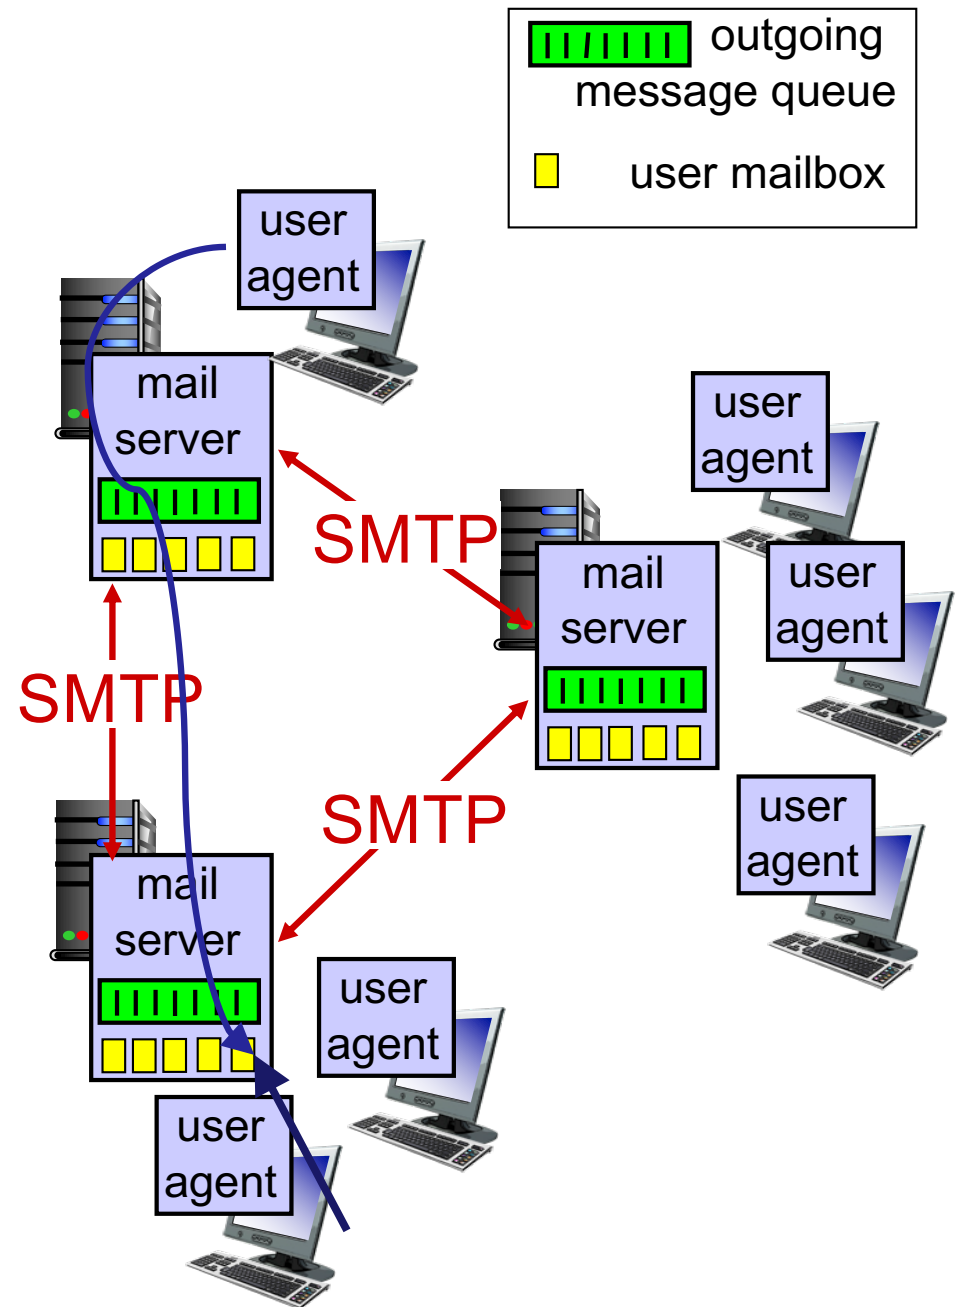 outgoing
message queue
user mailbox
user
agent
mail
server
SMTP
user
agent
mail
server
user
agent
SMTP
SMTP
user
agent
mail
server
user
agent
user
agent